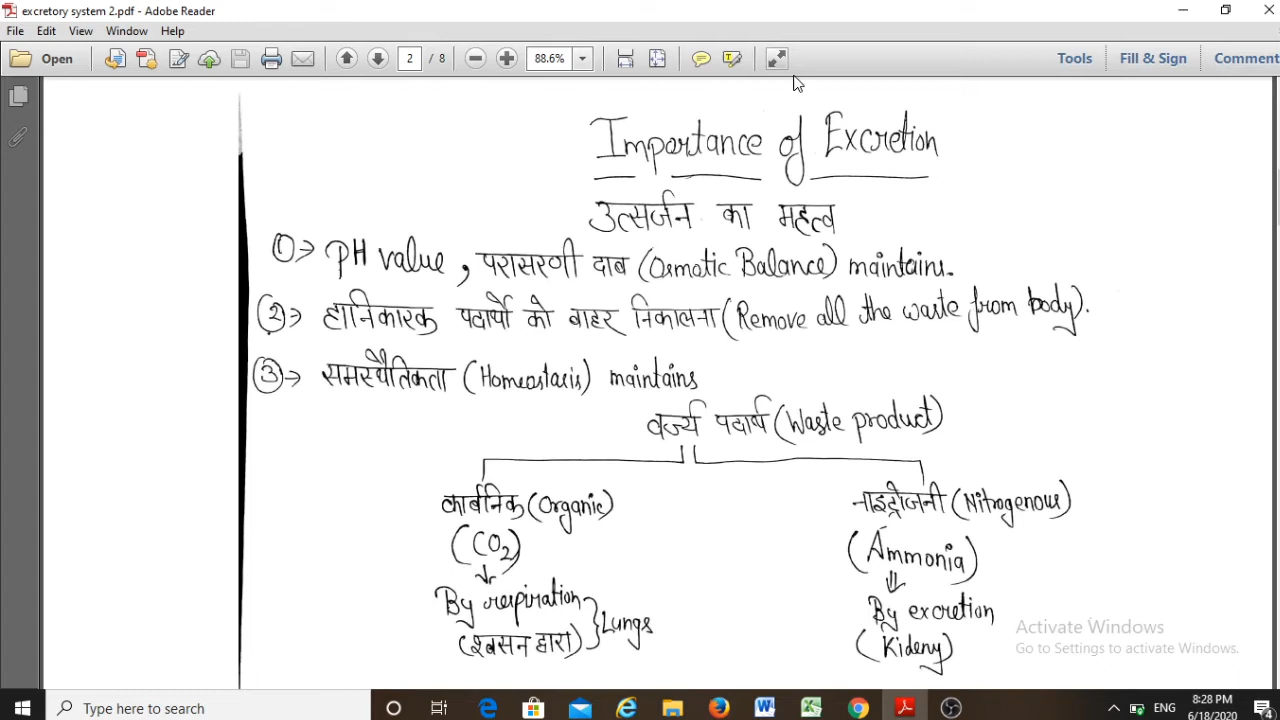 excretory system 2.pdf - Adobe Reader
File Edit View Window Help
Open 2 / 8 88.6% Tools Fill & Sign Comment
Importance of Excretion
उत्सर्जन का महत्व
① → PH value, परासरणी दाब (Osmotic Balance) maintains.
(2) → हानिकारक पदार्थो को बाहर निकालना (Remove all the waste from body).
③ → समस्थैतिकता (Homeostasis) maintains
वर्ज्य पदार्थ (Waste product)
कार्बनिक (Organic) नाइट्रोजनी (Nitrogenous)
(CO₂) (Ammonia)
↓ ⇓
By respiration By excretion
(श्वसन द्वारा) } Lungs (Kideny)
Activate Windows
Go to Settings to activate Windows.
Type here to search
ENG 8:28 PM
6/18/2020 4